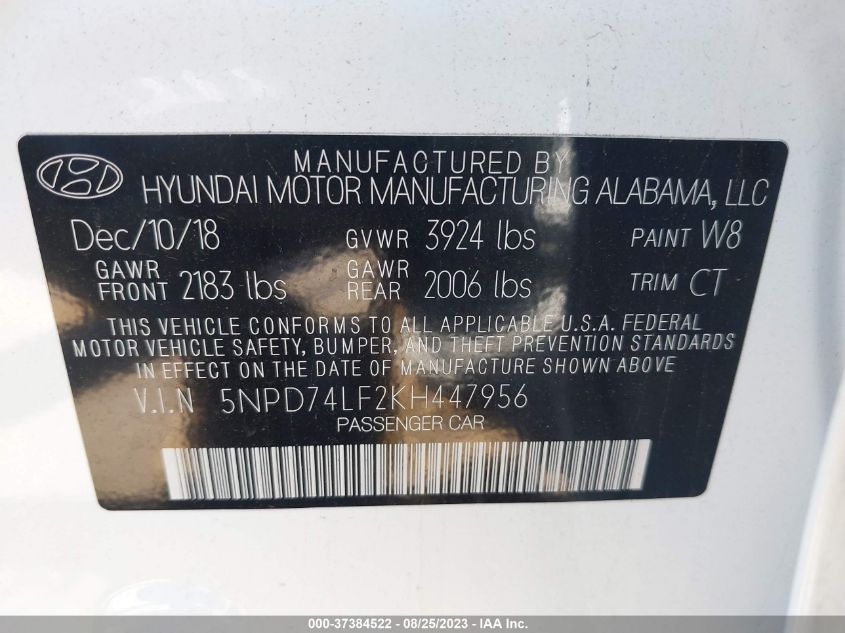 MANUFACTURED BY
HYUNDAI MOTOR MANUFACTURING ALABAMA, LLC
Dec/10/18 GVWR 3924 lbs PAINT W8
GAWR FRONT 2183 lbs GAWR REAR 2006 lbs TRIM CT
THIS VEHICLE CONFORMS TO ALL APPLICABLE U.S.A. FEDERAL
MOTOR VEHICLE SAFETY, BUMPER, AND THEFT PREVENTION STANDARDS
IN EFFECT ON THE DATE OF MANUFACTURE SHOWN ABOVE
V.I.N 5NPD74LF2KH447956
PASSENGER CAR
000-37384522 - 08/25/2023 - IAA Inc.